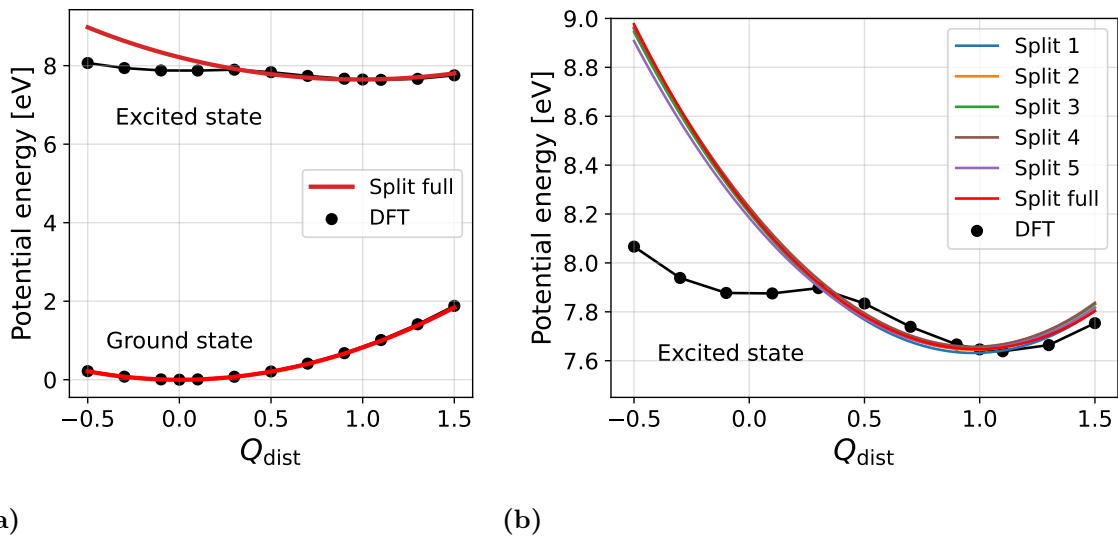 Potential energy [eV]
8
6
4
2
0
Excited state
Split full
DFT
Ground state
−0.5 0.0 0.5 1.0 1.5
Q_dist
a)
Potential energy [eV]
9.0
8.8
8.6
8.4
8.2
8.0
7.8
7.6
Split 1
Split 2
Split 3
Split 4
Split 5
Split full
DFT
Excited state
−0.5 0.0 0.5 1.0 1.5
Q_dist
(b)